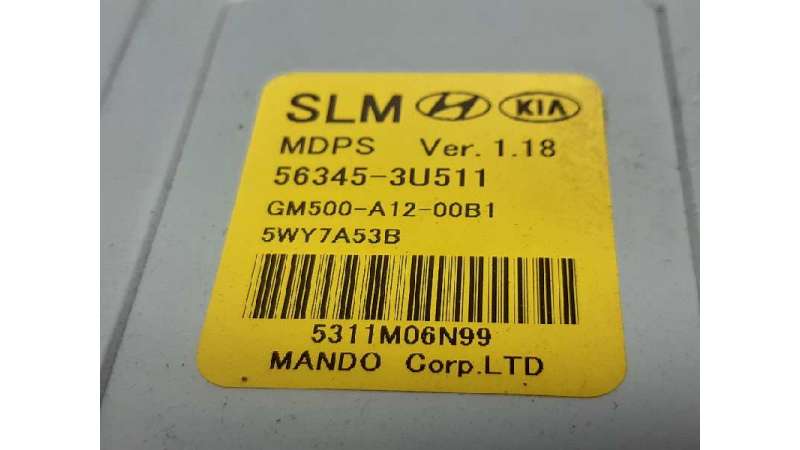 SLM KIA
MDPS Ver. 1.18
56345-3U511
GM500-A12-00B1
5WY7A53B
5311M06N99
MANDO Corp.LTD